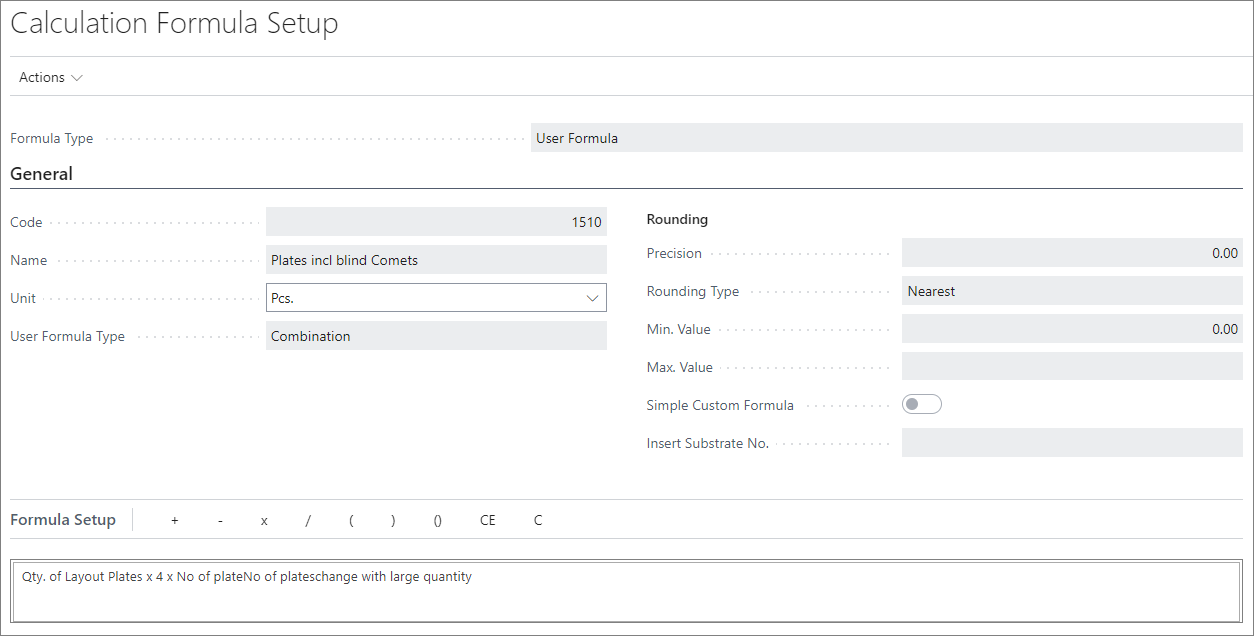 Calculation Formula Setup
Actions
Formula Type
User Formula
General
Code
1510
Name
Plates incl blind Comets
Unit
Pcs.
User Formula Type
Combination
Rounding
Precision
0.00
Rounding Type
Nearest
Min. Value
0.00
Max. Value
Simple Custom Formula
Insert Substrate No.
Formula Setup + - x / ( ) () CE C
Qty. of Layout Plates x 4 x No of plateNo of plateschange with large quantity